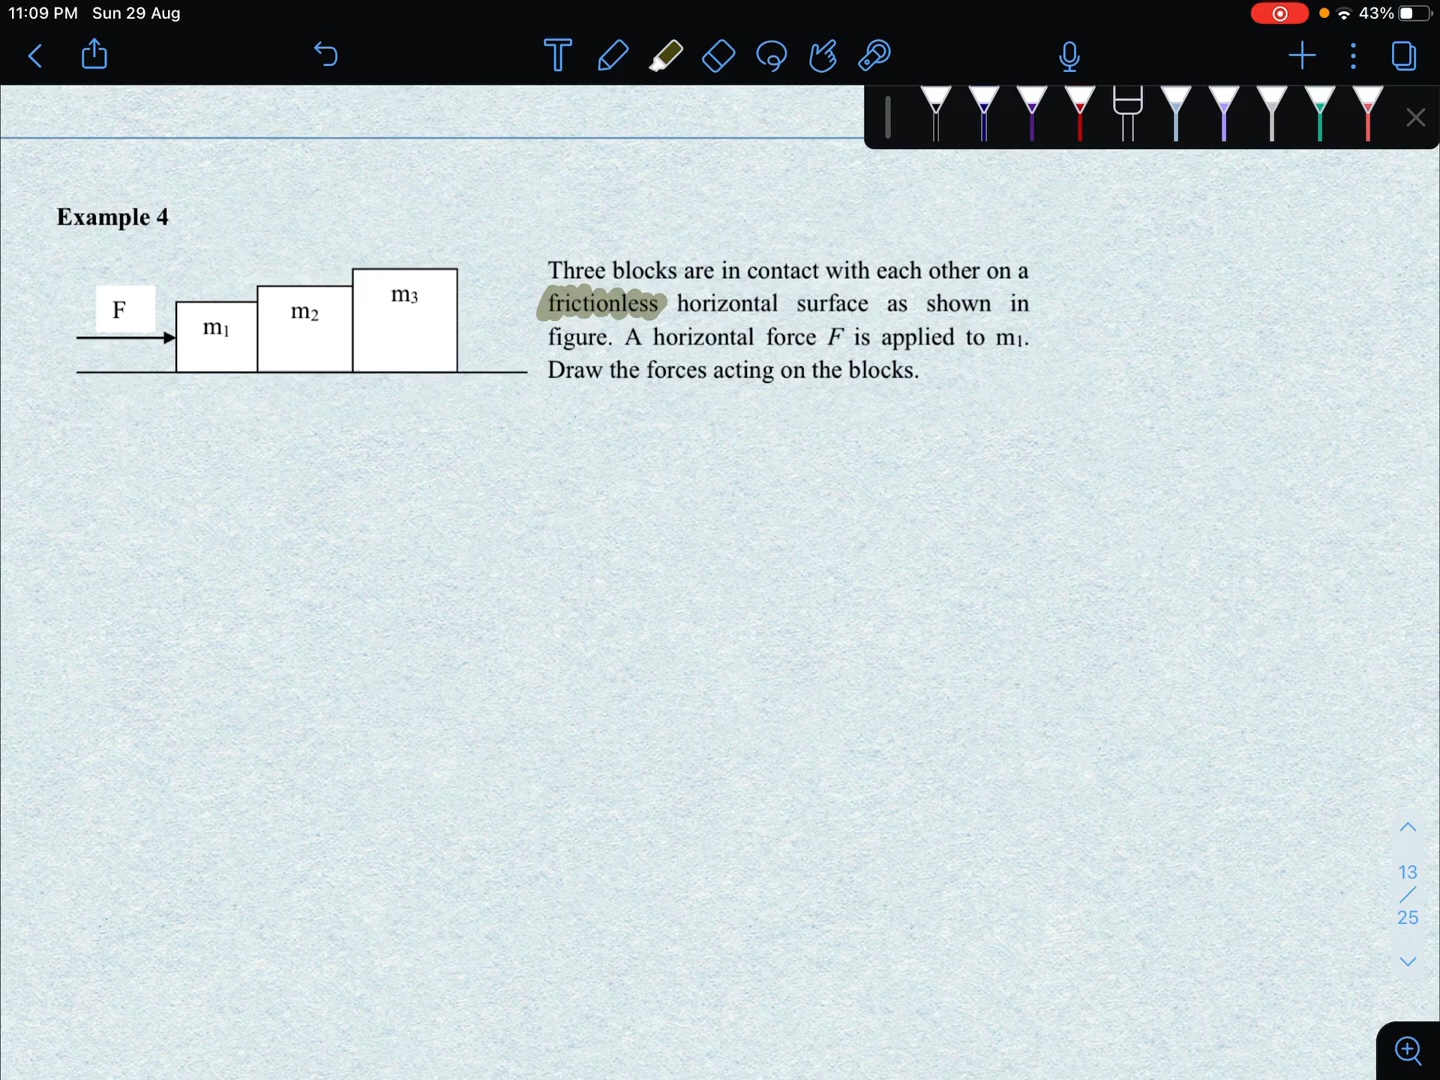 11:09 PM Sun 29 Aug
43%
Example 4
F
m1
m2
m3
Three blocks are in contact with each other on a
frictionless horizontal surface as shown in
figure. A horizontal force F is applied to m1.
Draw the forces acting on the blocks.
13
/
25